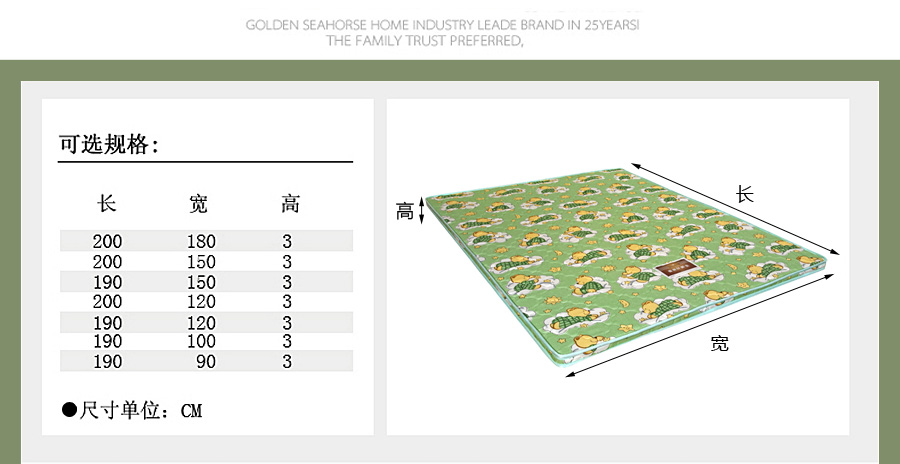 GOLDEN SEAHORSE HOME INDUSTRY LEADE BRAND IN 25YEARS!
THE FAMILY TRUST PREFERRED,
可选规格:
长 宽 高
200 180 3
200 150 3
190 150 3
200 120 3
190 120 3
190 100 3
190 90 3
●尺寸单位: CM
高
长
宽